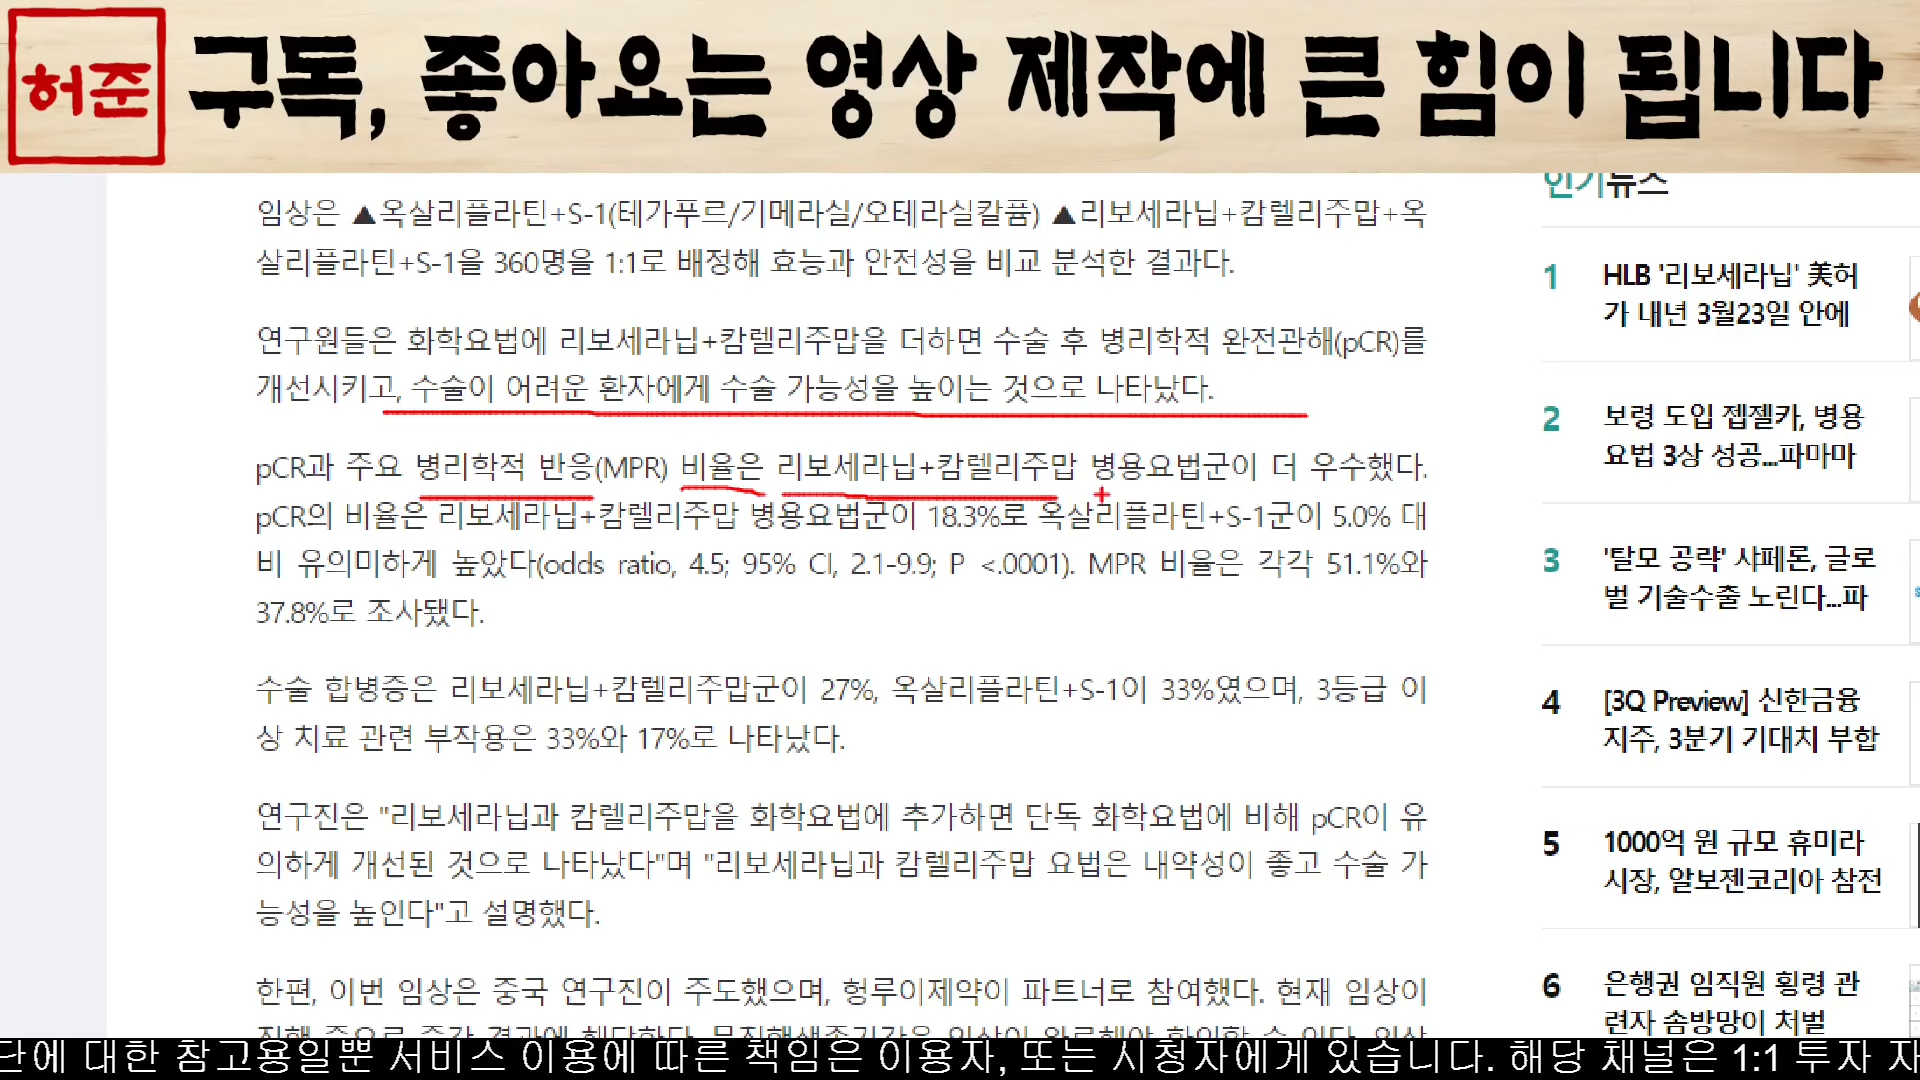 허준
구독, 좋아요는 영상 제작에 큰 힘이 됩니다
임상은 ▲옥살리플라틴+S-1(테가푸르/기메라실/오테라실칼륨) ▲리보세라닙+캄렐리주맙+옥
살리플라틴+S-1을 360명을 1:1로 배정해 효능과 안전성을 비교 분석한 결과다.
연구원들은 화학요법에 리보세라닙+캄렐리주맙을 더하면 수술 후 병리학적 완전관해(pCR)를
개선시키고, 수술이 어려운 환자에게 수술 가능성을 높이는 것으로 나타났다.
pCR과 주요 병리학적 반응(MPR) 비율은 리보세라닙+캄렐리주맙 병용요법군이 더 우수했다.
pCR의 비율은 리보세라닙+캄렐리주맙 병용요법군이 18.3%로 옥살리플라틴+S-1군이 5.0% 대
비 유의미하게 높았다(odds ratio, 4.5; 95% CI, 2.1-9.9; P <.0001). MPR 비율은 각각 51.1%와
37.8%로 조사됐다.
수술 합병증은 리보세라닙+캄렐리주맙군이 27%, 옥살리플라틴+S-1이 33%였으며, 3등급 이
상 치료 관련 부작용은 33%와 17%로 나타났다.
연구진은 "리보세라닙과 캄렐리주맙을 화학요법에 추가하면 단독 화학요법에 비해 pCR이 유
의하게 개선된 것으로 나타났다"며 "리보세라닙과 캄렐리주맙 요법은 내약성이 좋고 수술 가
능성을 높인다"고 설명했다.
한편, 이번 임상은 중국 연구진이 주도했으며, 헝루이제약이 파트너로 참여했다. 현재 임상이
인기뉴스
1 HLB '리보세라닙' 美허
가 내년 3월23일 안에
2 보령 도입 젭젤카, 병용
요법 3상 성공...파마마
3 '탈모 공략' 샤페론, 글로
벌 기술수출 노린다...파
4 [3Q Preview] 신한금융
지주, 3분기 기대치 부합
5 1000억 원 규모 휴미라
시장, 알보젠코리아 참전
6 은행권 임직원 횡령 관
련자 솜방망이 처벌
단에 대한 참고용일뿐 서비스 이용에 따른 책임은 이용자, 또는 시청자에게 있습니다. 해당 채널은 1:1 투자 자